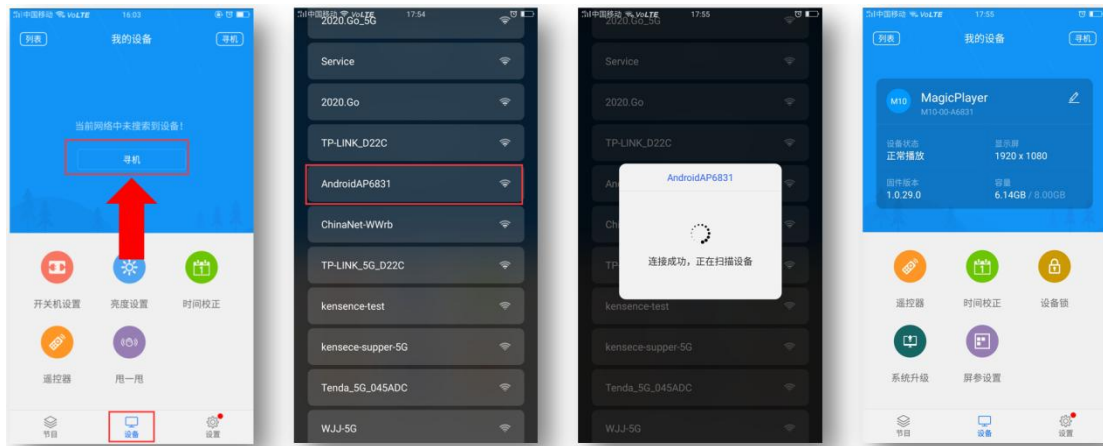 中国移动 VoLTE 16:03
列表 我的设备 寻机
当前网络中未搜索到设备!
寻机
开关机设置 亮度设置 时间校正
遥控器 甩一甩
节目 设备 设置
中国移动 VoLTE 17:54
2020.Go_5G
Service
2020.Go
TP-LINK_D22C
AndroidAP6831
ChinaNet-WWrb
TP-LINK_5G_D22C
kensence-test
kensece-supper-5G
Tenda_5G_045ADC
WJJ-5G
中国移动 VoLTE 17:55
2020.Go_5G
Service
2020.Go
TP-LINK_D22C
An
AndroidAP6831
Ch
TP-
连接成功，正在扫描设备
kensence-test
kensece-supper-5G
Tenda_5G_045ADC
WJJ-5G
中国移动 VoLTE 17:55
列表 我的设备 寻机
M10 MagicPlayer
M10-00-A6831
设备状态 显示屏
正常播放 1920 x 1080
固件版本 容量
1.0.29.0 6.14GB / 8.00GB
遥控器 时间校正 设备锁
系统升级 屏参设置
节目 设备 设置